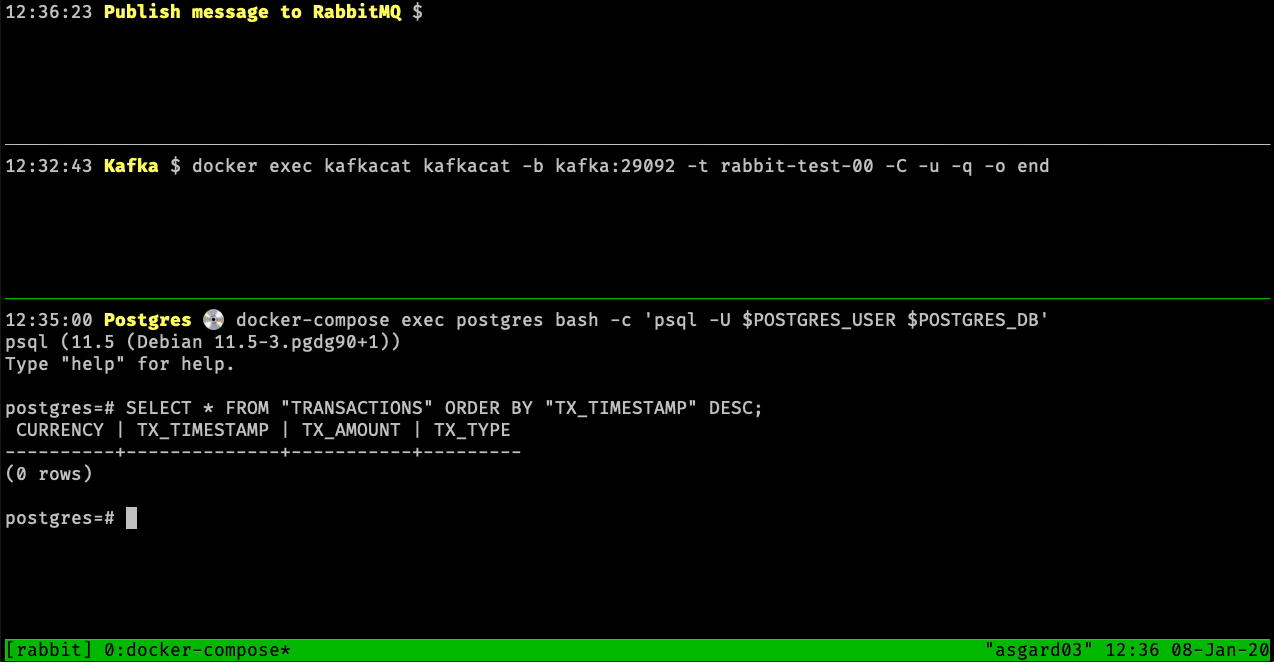 12:36:23 Publish message to RabbitMQ $
12:32:43 Kafka $ docker exec kafkacat kafkacat -b kafka:29092 -t rabbit-test-00 -C -u -q -o end
12:35:00 Postgres 💿 docker-compose exec postgres bash -c 'psql -U $POSTGRES_USER $POSTGRES_DB'
psql (11.5 (Debian 11.5-3.pgdg90+1))
Type "help" for help.
postgres=# SELECT * FROM "TRANSACTIONS" ORDER BY "TX_TIMESTAMP" DESC;
 CURRENCY | TX_TIMESTAMP | TX_AMOUNT | TX_TYPE
----------+--------------+-----------+---------
(0 rows)
postgres=#
[rabbit] 0:docker-compose* "asgard03" 12:36 08-Jan-20